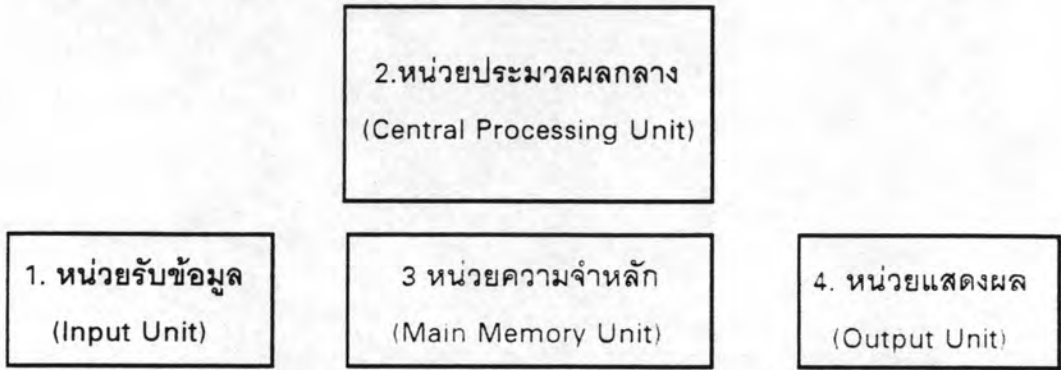 2.หน่วยประมวลผลกลาง
(Central Processing Unit)
1. หน่วยรับข้อมูล
(Input Unit)
3 หน่วยความจำหลัก
(Main Memory Unit)
4. หน่วยแสดงผล
(Output Unit)